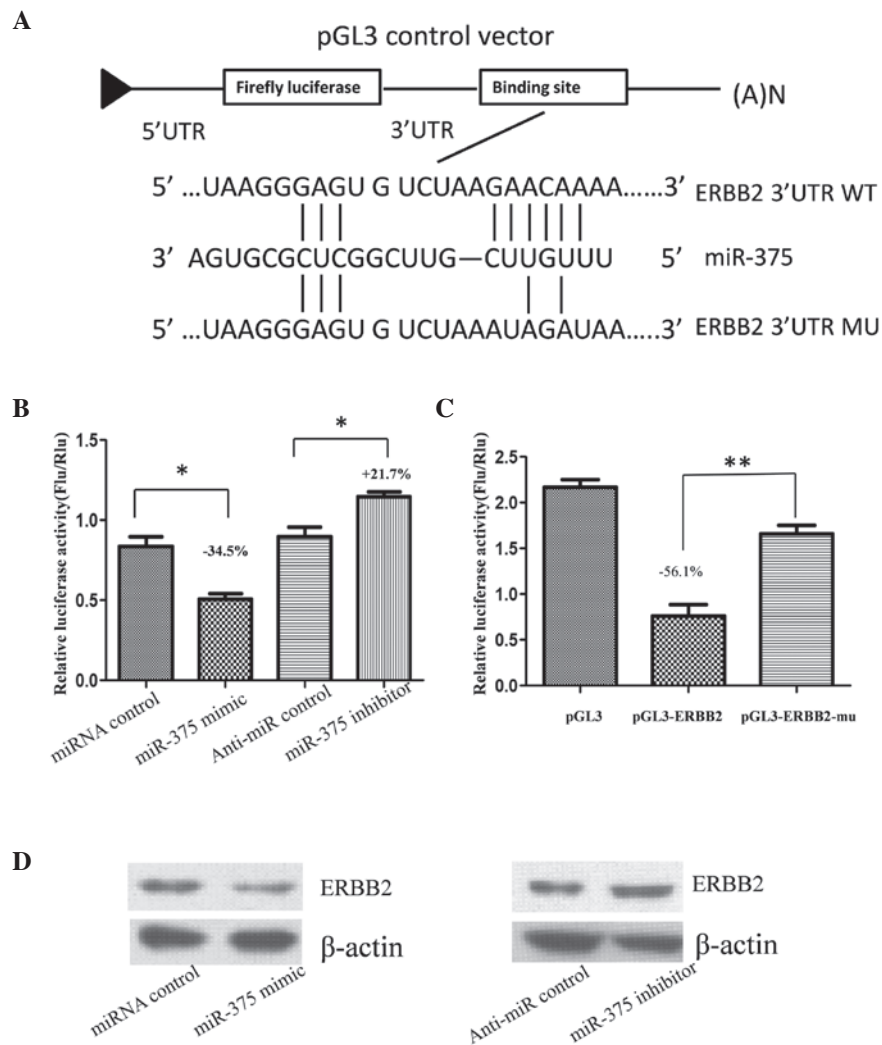 A
pGL3 control vector
Firefly luciferase
Binding site
(A)N
5'UTR
3'UTR
5' ...UAAGGGAGU G UCUAAGAACAAAA......3' ERBB2 3'UTR WT
3' AGUGCGCUCGGCUUG—CUUGUUU 5' miR-375
5' ...UAAGGGAGU G UCUAAAUAGAUAA.....3' ERBB2 3'UTR MU
B
Relative luciferase activity(Flu/Rlu)
1.5
1.0
0.5
0.0
*
-34.5%
*
+21.7%
miRNA control
miR-375 mimic
Anti-miR control
miR-375 inhibitor
C
Relative luciferase activity(Flu/Rlu)
2.5
2.0
1.5
1.0
0.5
0.0
**
-56.1%
pGL3
pGL3-ERBB2
pGL3-ERBB2-mu
D
ERBB2
β-actin
miRNA control
miR-375 mimic
ERBB2
β-actin
Anti-miR control
miR-375 inhibitor